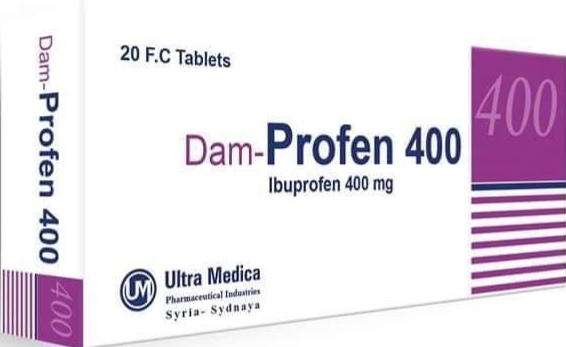 Dam-Profen 400
400
20 F.C Tablets
400
Dam-Profen 400
Ibuprofen 400 mg
UM
Ultra Medica
Pharmaceutical Industries
Syria- Sydnaya